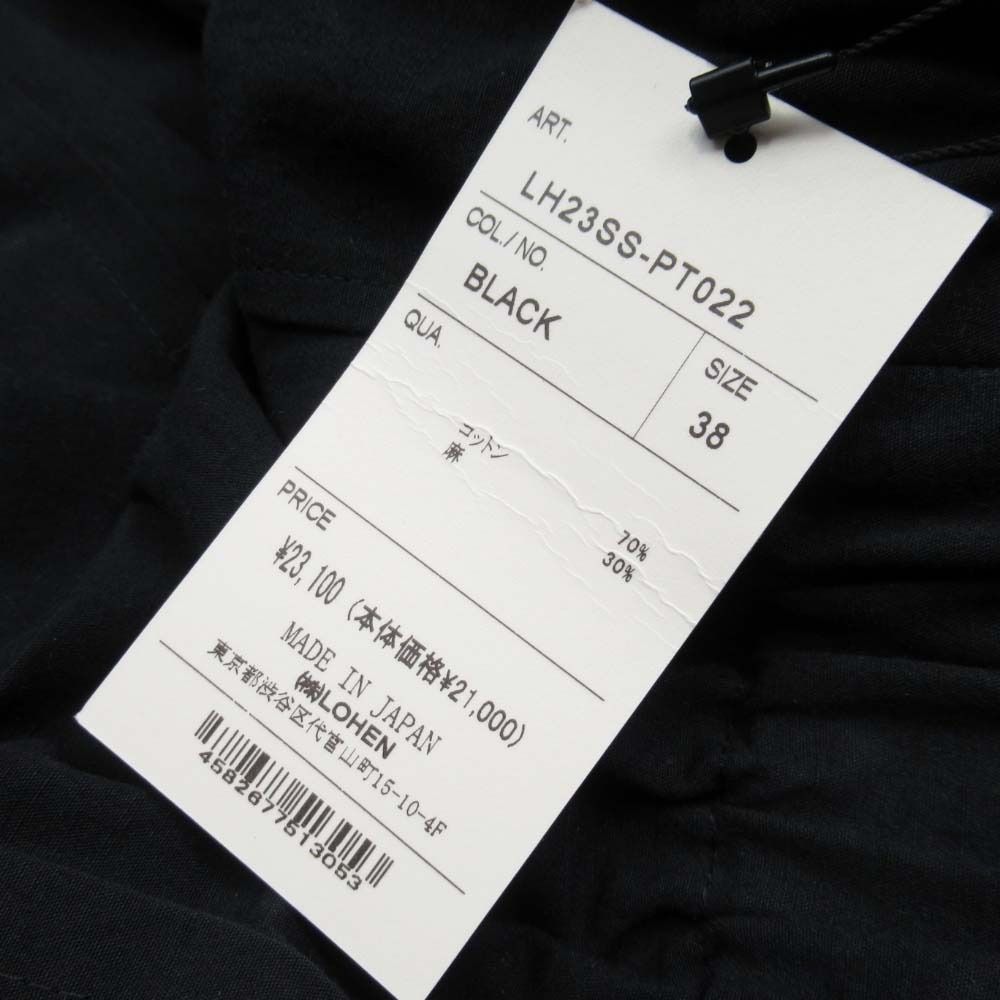 ART.
LH23SS-PT022
COL./NO.
BLACK
SIZE
38
QUA.
コットン 70%
麻 30%
PRICE
¥23,100 (本体価格¥21,000)
MADE IN JAPAN
㈱LOHEN
東京都渋谷区代官山町15-10-4F
4582677513053